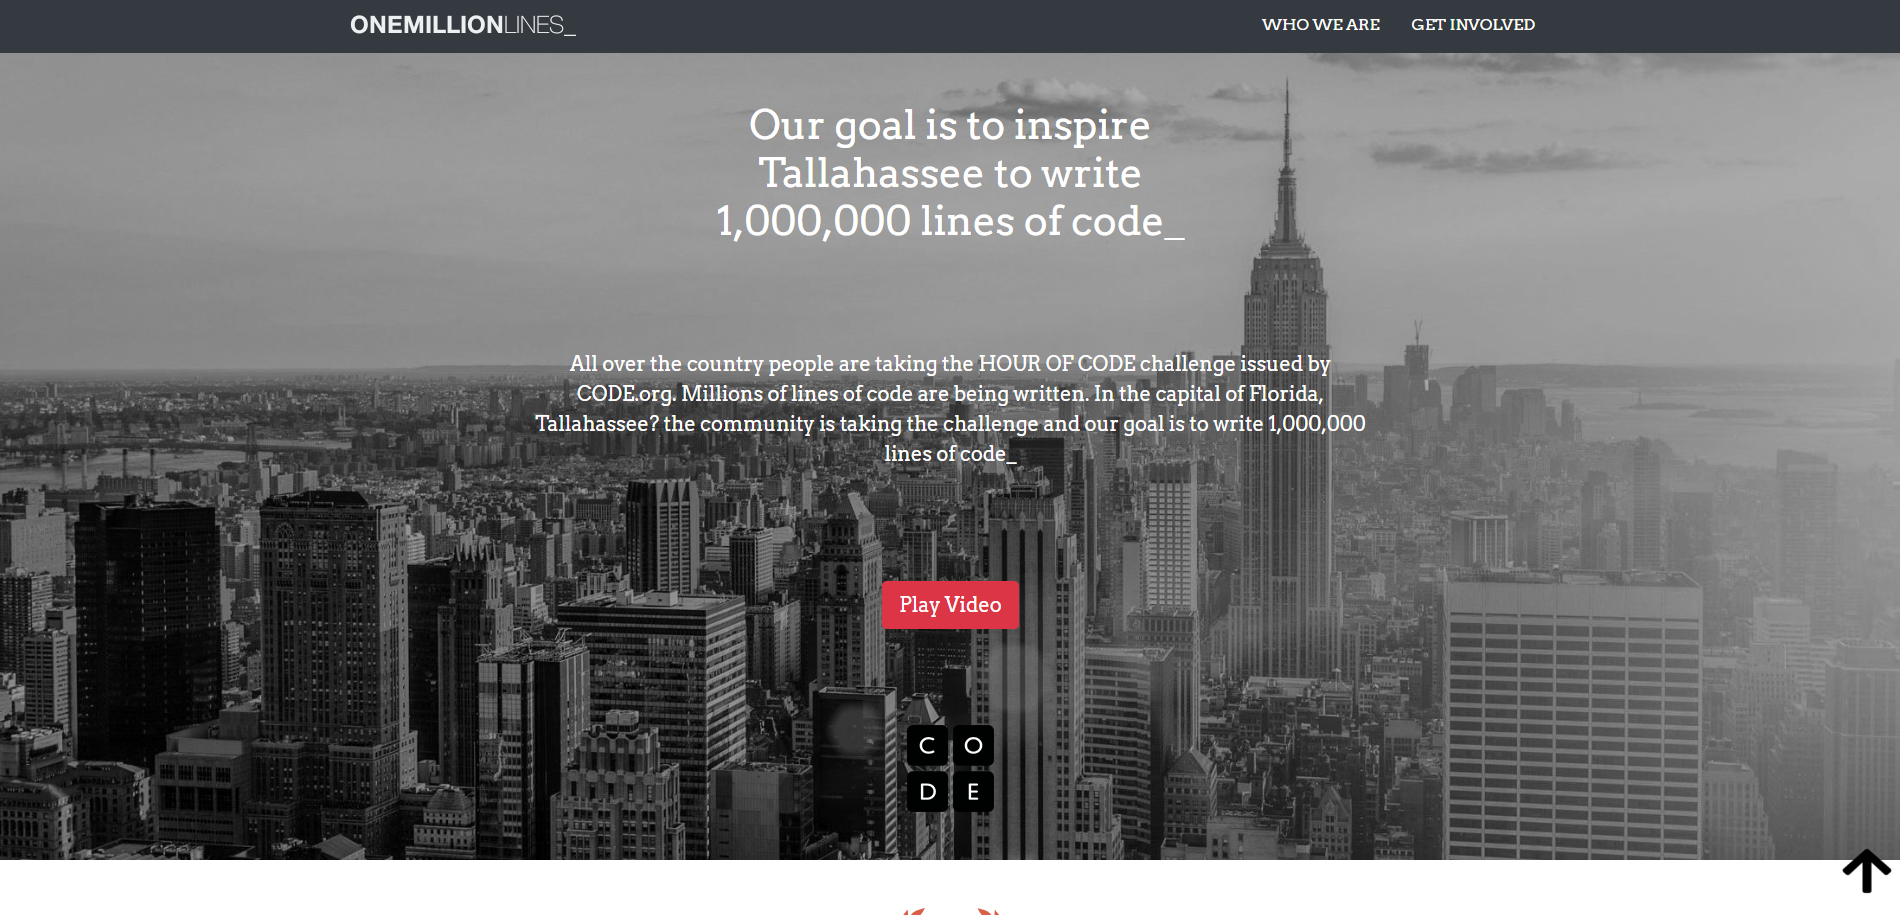 ONEMILLIONLINES_
WHO WE ARE
GET INVOLVED
Our goal is to inspire
Tallahassee to write
1,000,000 lines of code_
All over the country people are taking the HOUR OF CODE challenge issued by
CODE.org. Millions of lines of code are being written. In the capital of Florida,
Tallahassee? the community is taking the challenge and our goal is to write 1,000,000
lines of code_
Play Video
C O
D E